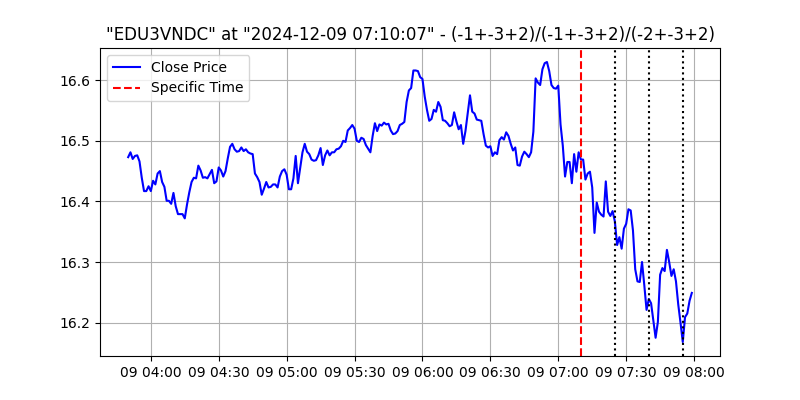 "EDU3VNDC" at "2024-12-09 07:10:07" - (-1+-3+2)/(-1+-3+2)/(-2+-3+2)
Close Price
Specific Time
16.6
16.5
16.4
16.3
16.2
09 04:00 09 04:30 09 05:00 09 05:30 09 06:00 09 06:30 09 07:00 09 07:30 09 08:00